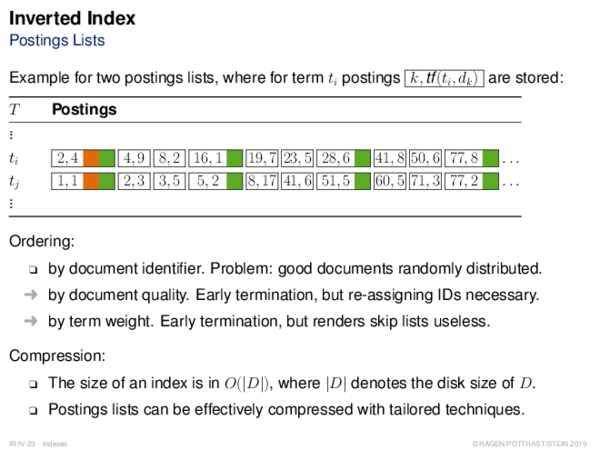 Inverted Index
Postings Lists
Example for two postings lists, where for term t_i postings k, tf(t_i, d_k) are stored:
T Postings
⋮
t_i 2, 4 4, 9 8, 2 16, 1 19, 7 23, 5 28, 6 41, 8 50, 6 77, 8 ...
t_j 1, 1 2, 3 3, 5 5, 2 8, 17 41, 6 51, 5 60, 5 71, 3 77, 2 ...
⋮
Ordering:
❑ by document identifier. Problem: good documents randomly distributed.
➜ by document quality. Early termination, but re-assigning IDs necessary.
➜ by term weight. Early termination, but renders skip lists useless.
Compression:
❑ The size of an index is in O(|D|), where |D| denotes the disk size of D.
❑ Postings lists can be effectively compressed with tailored techniques.
IR:IV-23 Indexes ©HAGEN/POTTHAST/STEIN 2019